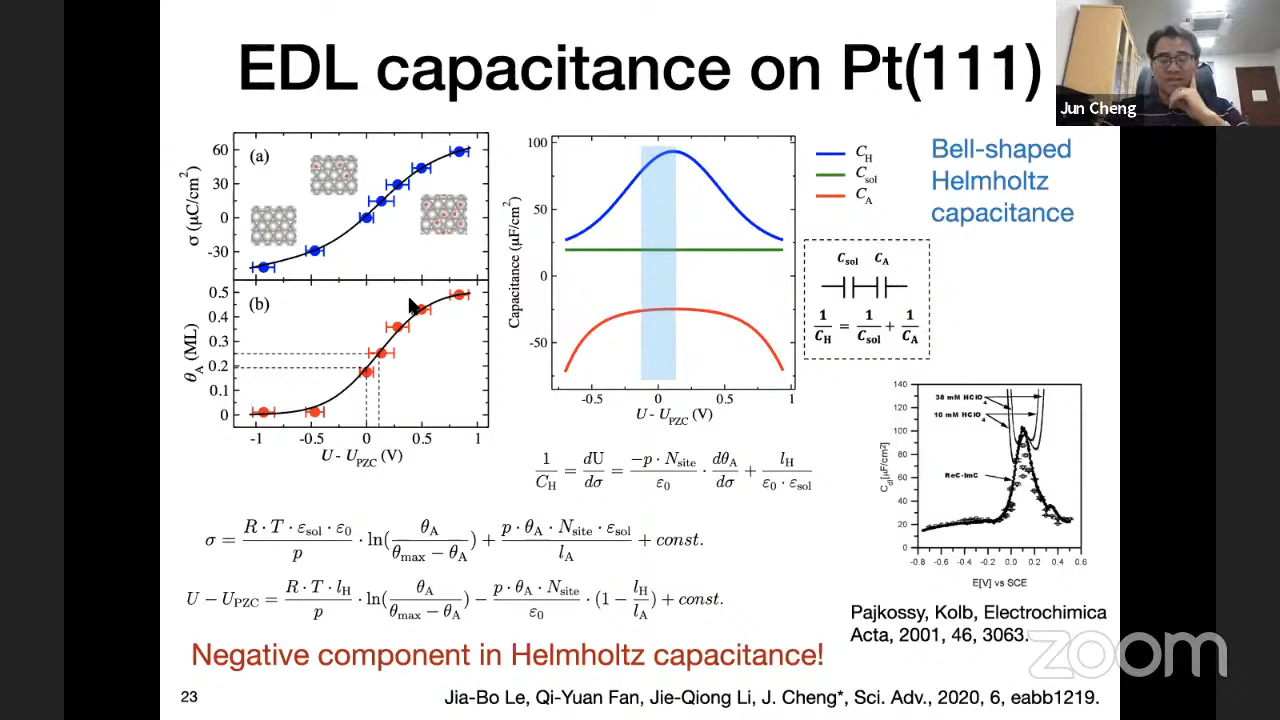 EDL capacitance on Pt(111)
Jun Cheng
(a)
σ (μC/cm²)
60
30
0
-30
(b)
θ_A (ML)
0.5
0.4
0.3
0.2
0.1
0
-1
-0.5
0
0.5
1
U - U_PZC (V)
Capacitance (μF/cm²)
100
50
0
-50
-0.5
0
0.5
1
U - U_PZC (V)
C_H
C_sol
C_A
Bell-shaped
Helmholtz
capacitance
C_sol C_A
1/C_H = 1/C_sol + 1/C_A
1/C_H = dU/dσ = (-p · N_site)/ε₀ · dθ_A/dσ + l_H/(ε₀ · ε_sol)
σ = (R · T · ε_sol · ε₀)/p · ln(θ_A/(θ_max − θ_A)) + (p · θ_A · N_site · ε_sol)/l_A + const.
U − U_PZC = (R · T · l_H)/p · ln(θ_A/(θ_max − θ_A)) − (p · θ_A · N_site)/ε₀ · (1 − l_H/l_A) + const.
C_dl[μF/cm²]
140
120
100
80
60
40
20
0
38 mM HClO4
10 mM HClO4
ReC-ImC
-0.8 -0.6 -0.4 -0.2 0.0 0.2 0.4 0.6
E[V] vs SCE
Pajkossy, Kolb, Electrochimica
Acta, 2001, 46, 3063.
Negative component in Helmholtz capacitance!
zoom
23
Jia-Bo Le, Qi-Yuan Fan, Jie-Qiong Li, J. Cheng*, Sci. Adv., 2020, 6, eabb1219.